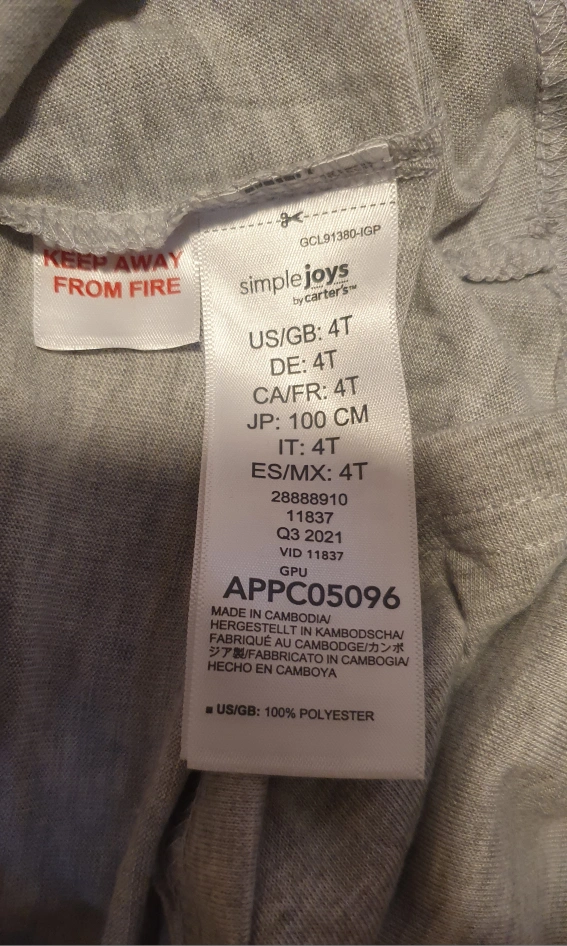 KEEP AWAY
FROM FIRE
GCL91380-IGP
simple joys
by carter's™
US/GB: 4T
DE: 4T
CA/FR: 4T
JP: 100 CM
IT: 4T
ES/MX: 4T
28888910
11837
Q3 2021
VID 11837
GPU
APPC05096
MADE IN CAMBODIA/
HERGESTELLT IN KAMBODSCHA/
FABRIQUÉ AU CAMBODGE/カンボ
ジア製/FABBRICATO IN CAMBOGIA/
HECHO EN CAMBOYA
■ US/GB: 100% POLYESTER